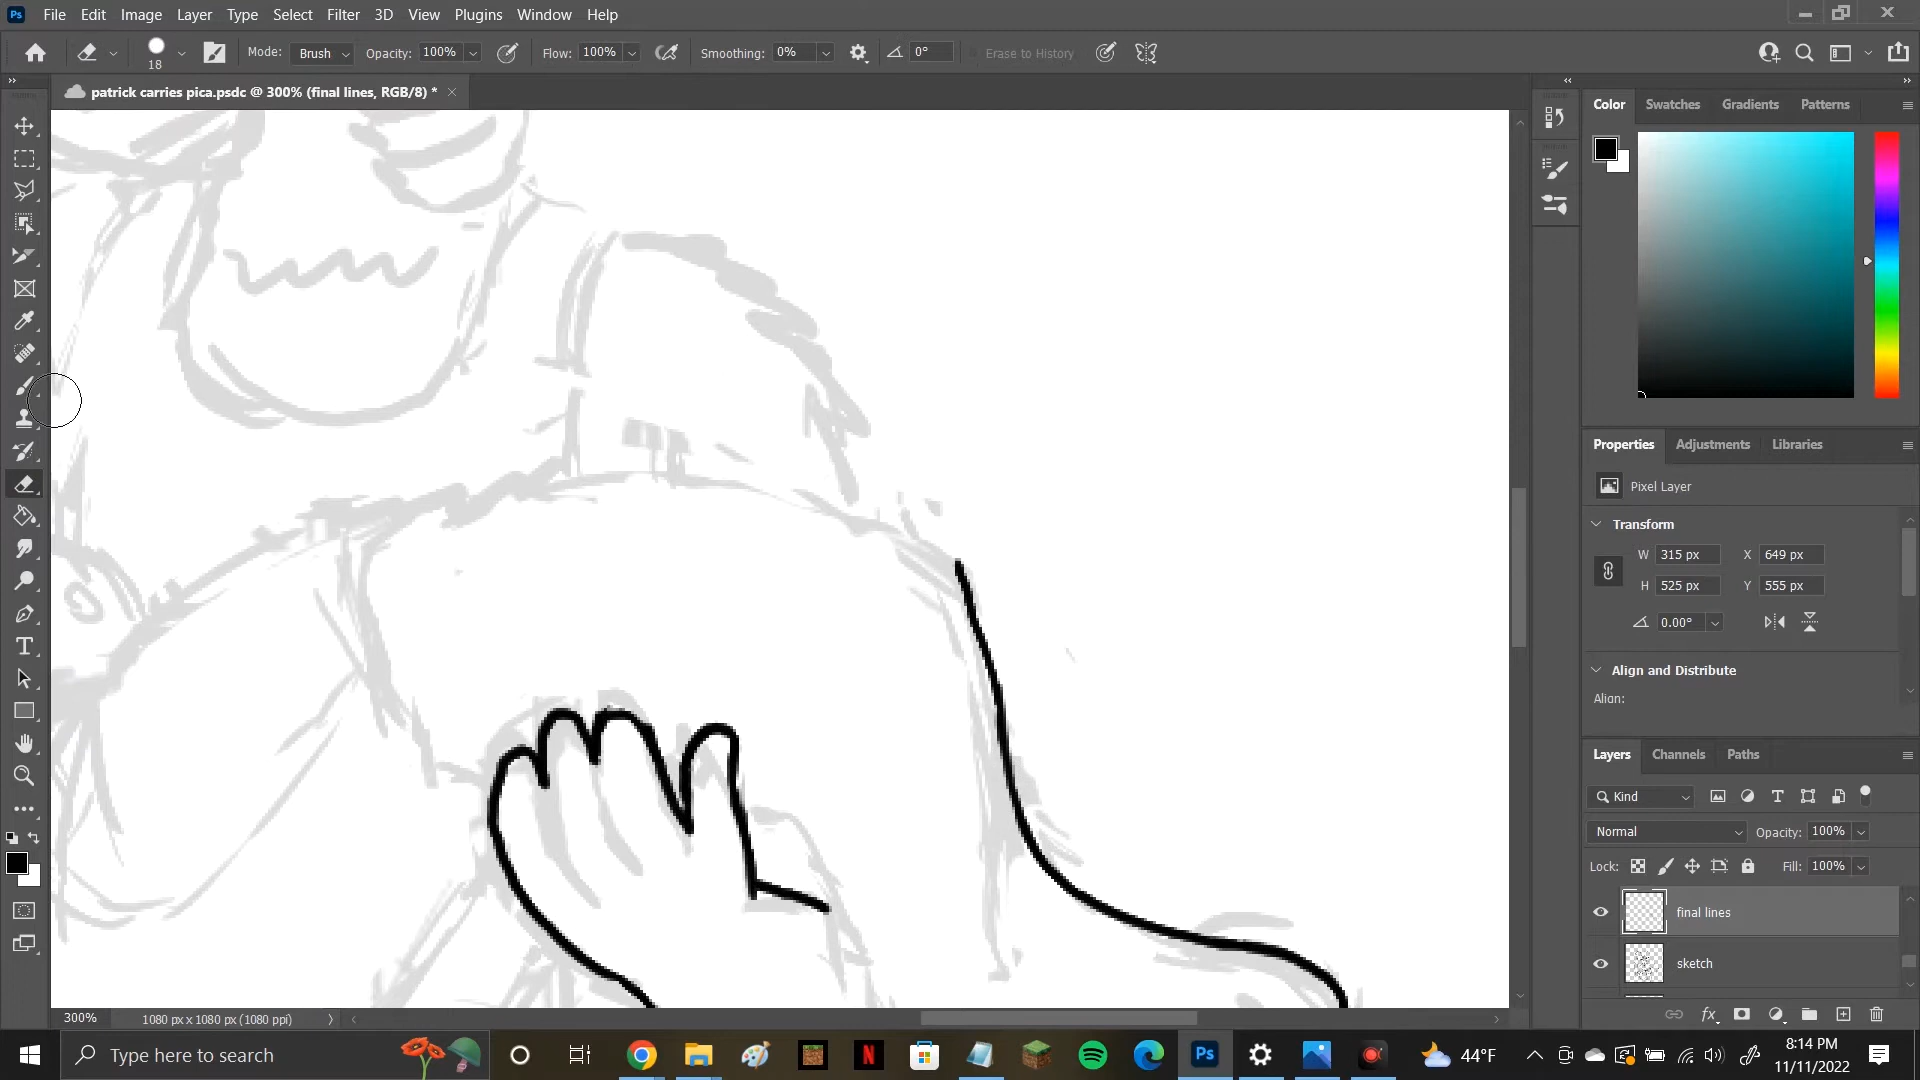 Ps File Edit Image Layer Type Select Filter 3D View Plugins Window Help
18 Mode: Brush Opacity: 100% Flow: 100% Smoothing: 0% 0° Erase to History
patrick carries pica.psdc @ 300% (final lines, RGB/8) *
Color Swatches Gradients Patterns
Properties Adjustments Libraries
Pixel Layer
Transform
W 315 px X 649 px
H 525 px Y 555 px
0.00°
Align and Distribute
Align:
Layers Channels Paths
Kind
Normal Opacity: 100%
Lock: Fill: 100%
final lines
sketch
fx
300% 1080 px x 1080 px (1080 ppi)
Type here to search
N
Ps
44°F
8:14 PM
11/11/2022